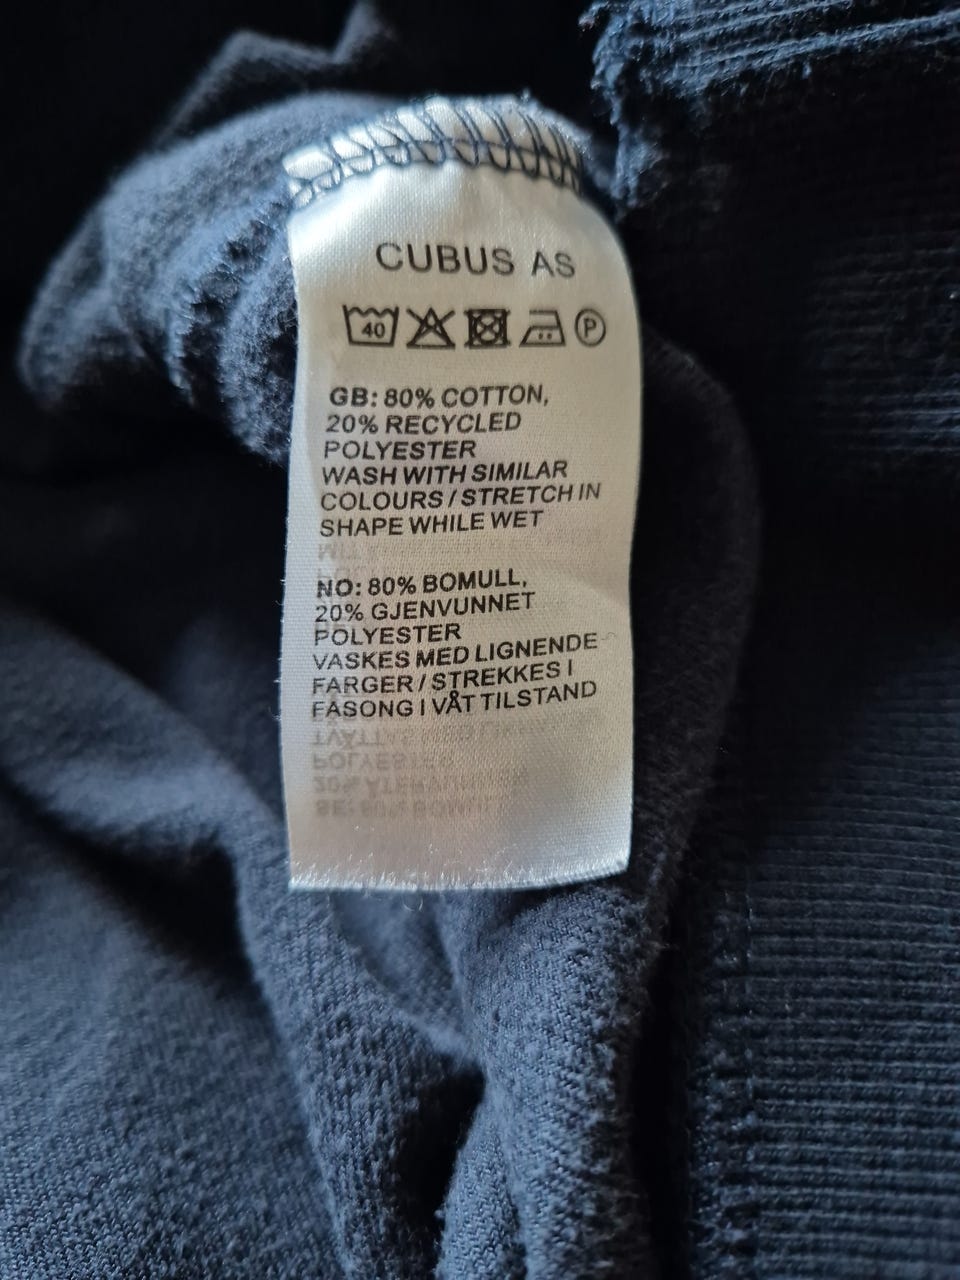 CUBUS AS
40 P
GB: 80% COTTON,
20% RECYCLED
POLYESTER
WASH WITH SIMILAR
COLOURS / STRETCH IN
SHAPE WHILE WET
NO: 80% BOMULL,
20% GJENVUNNET
POLYESTER
VASKES MED LIGNENDE
FARGER / STREKKES I
FASONG I VÅT TILSTAND